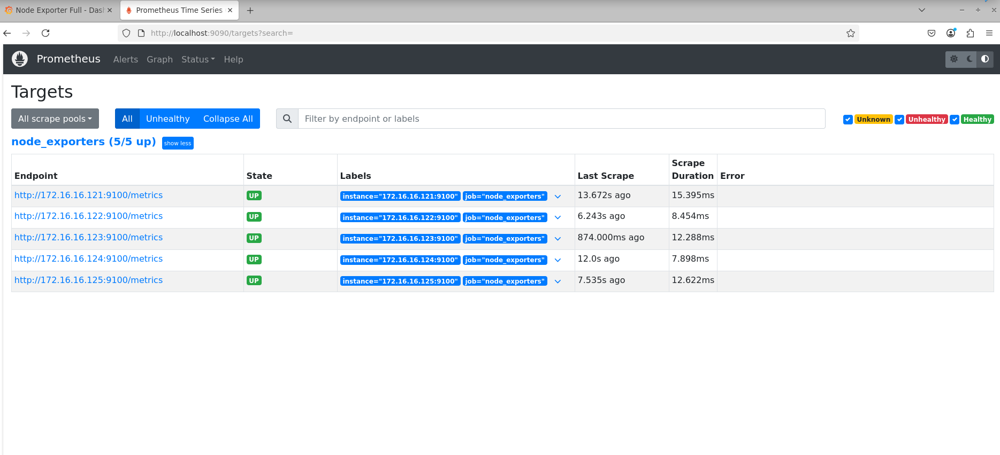 Node Exporter Full - Das
Prometheus Time Series
http://localhost:9090/targets?search=
Prometheus Alerts Graph Status Help
Targets
All scrape pools All Unhealthy Collapse All Filter by endpoint or labels Unknown Unhealthy Healthy
node_exporters (5/5 up) show less
Endpoint State Labels Last Scrape Scrape Duration Error
http://172.16.16.121:9100/metrics UP instance="172.16.16.121:9100" job="node_exporters" 13.672s ago 15.395ms
http://172.16.16.122:9100/metrics UP instance="172.16.16.122:9100" job="node_exporters" 6.243s ago 8.454ms
http://172.16.16.123:9100/metrics UP instance="172.16.16.123:9100" job="node_exporters" 874.000ms ago 12.288ms
http://172.16.16.124:9100/metrics UP instance="172.16.16.124:9100" job="node_exporters" 12.0s ago 7.898ms
http://172.16.16.125:9100/metrics UP instance="172.16.16.125:9100" job="node_exporters" 7.535s ago 12.622ms